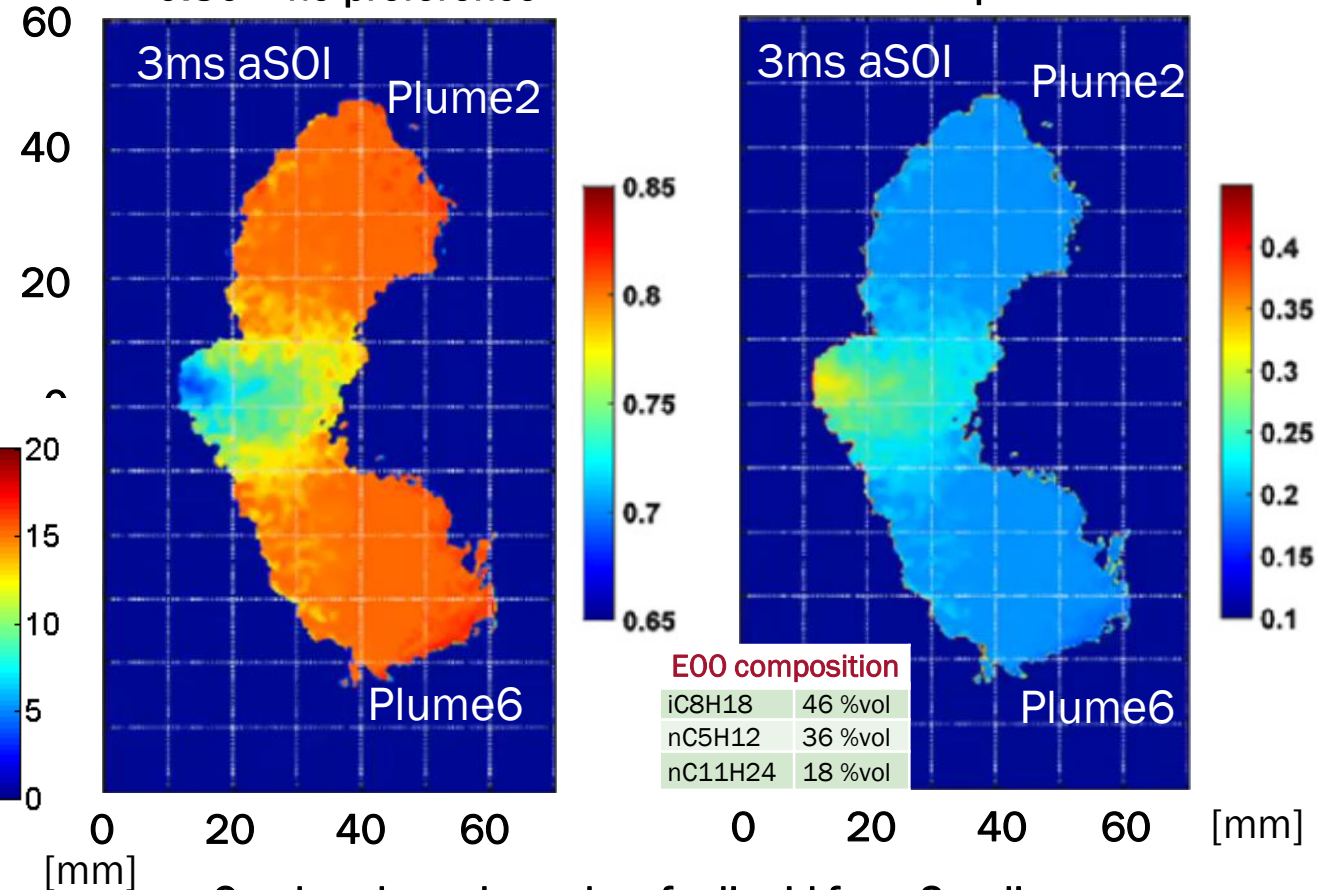 60
40
20
3ms aSOI
Plume2
Plume6
0.85
0.8
0.75
0.7
0.65
20
15
10
5
0
0 20 40 60
[mm]
3ms aSOI
Plume2
Plume6
0.4
0.35
0.3
0.25
0.2
0.15
0.1
E00 composition
iC8H18 46 %vol
nC5H12 36 %vol
nC11H24 18 %vol
0 20 40 60 [mm]